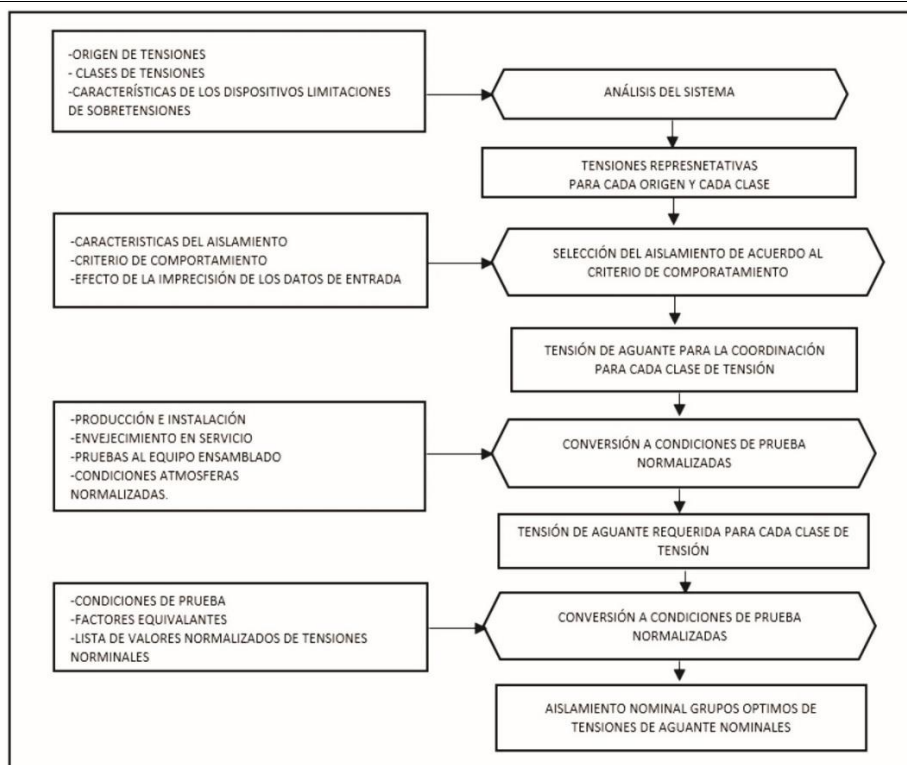 -ORIGEN DE TENSIONES
- CLASES DE TENSIONES
-CARACTERÍSTICAS DE LOS DISPOSITIVOS LIMITACIONES
DE SOBRETENSIONES
ANÁLISIS DEL SISTEMA
TENSIONES REPRESNETATIVAS
PARA CADA ORIGEN Y CADA CLASE
-CARACTERISTICAS DEL AISLAMIENTO
-CRITERIO DE COMPORTAMIENTO
-EFECTO DE LA IMPRECISIÓN DE LOS DATOS DE ENTRADA
SELECCIÓN DEL AISLAMIENTO DE ACUERDO AL
CRITERIO DE COMPORATAMIENTO
TENSIÓN DE AGUANTE PARA LA COORDINACIÓN
PARA CADA CLASE DE TENSIÓN
-PRODUCCIÓN E INSTALACIÓN
-ENVEJECIMIENTO EN SERVICIO
-PRUEBAS AL EQUIPO ENSAMBLADO
-CONDICIONES ATMOSFERAS
NORMALIZADAS.
CONVERSIÓN A CONDICIONES DE PRUEBA
NORMALIZADAS
TENSIÓN DE AGUANTE REQUERIDA PARA CADA CLASE DE
TENSIÓN
-CONDICIONES DE PRUEBA
-FACTORES EQUIVALANTES
-LISTA DE VALORES NORMALIZADOS DE TENSIONES
NORMINALES
CONVERSIÓN A CONDICIONES DE PRUEBA
NORMALIZADAS
AISLAMIENTO NOMINAL GRUPOS OPTIMOS DE
TENSIONES DE AGUANTE NOMINALES